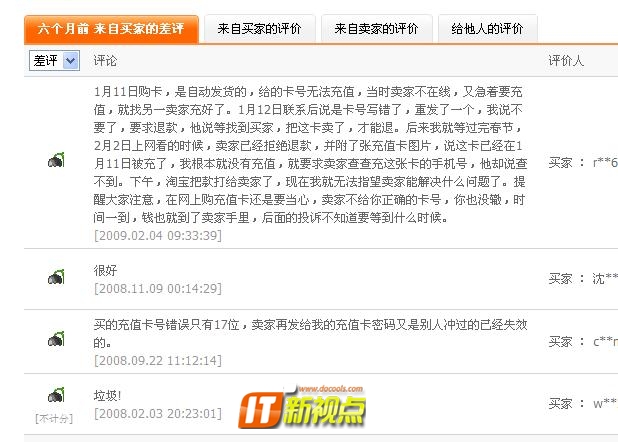 六个月前 来自买家的差评
来自买家的评价
来自卖家的评价
给他人的评价
差评
评论
评价人
1月11日购卡，是自动发货的，给的卡号无法充值，当时卖家不在线，又急着要充
值，就找另一卖家充好了。1月12日联系后说是卡号写错了，重发了一个，我说不
要了，要求退款，他说等找到买家，把这卡卖了，才能退。后来我就等过完春节，
2月2日上网看的时候，卖家已经拒绝退款，并附了张充值卡图片，说这卡已经在1
月11日被充了，我根本就没有充值，就要求卖家查查充这张卡的手机号，他却说查
不到。下午，淘宝把款打给卖家了，现在我就无法指望卖家能解决什么问题了。提
醒大家注意，在网上购充值卡还是要当心，卖家不给你正确的卡号，你也没辙，时
间一到，钱也就到了卖家手里，后面的投诉不知道要等到什么时候。
[2009.02.04 09:33:39]
买家 ： r**6
很好
[2008.11.09 00:14:29]
买家 ： 沈**
买的充值卡号错误只有17位，卖家再发给我的充值卡密码又是别人冲过的已经失效
的。
[2008.09.22 11:12:14]
买家 ： c**r
垃圾!
[2008.02.03 20:23:01]
[不计分]
买家 ： w**
www.docools.com
IT新视点